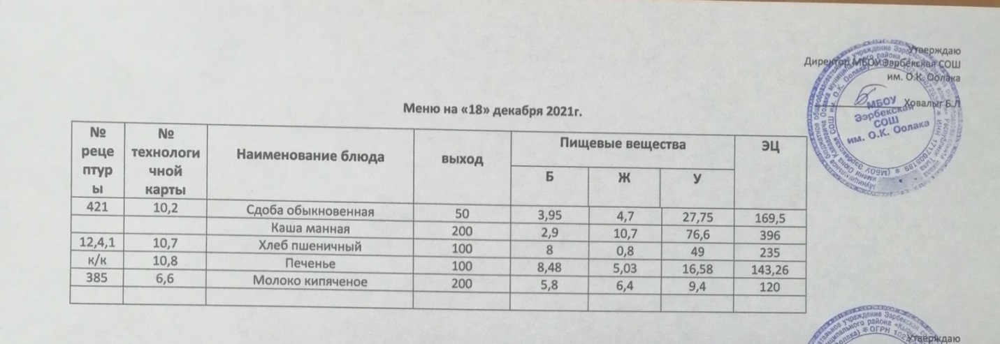 Утверждаю
Директор МБОУ Ээрбекская СОШ
им. О.К. Оолака
Ховалыг Б.Л
МБОУ
Ээрбекская
СОШ
им. О.К. Оолака
Меню на «18» декабря 2021г.
№ рецептуры № технологической карты Наименование блюда выход Пищевые вещества ЭЦ
Б Ж У
421 10,2 Сдоба обыкновенная 50 3,95 4,7 27,75 169,5
Каша манная 200 2,9 10,7 76,6 396
12,4,1 10,7 Хлеб пшеничный 100 8 0,8 49 235
к/к 10,8 Печенье 100 8,48 5,03 16,58 143,26
385 6,6 Молоко кипяченое 200 5,8 6,4 9,4 120
Утверждаю